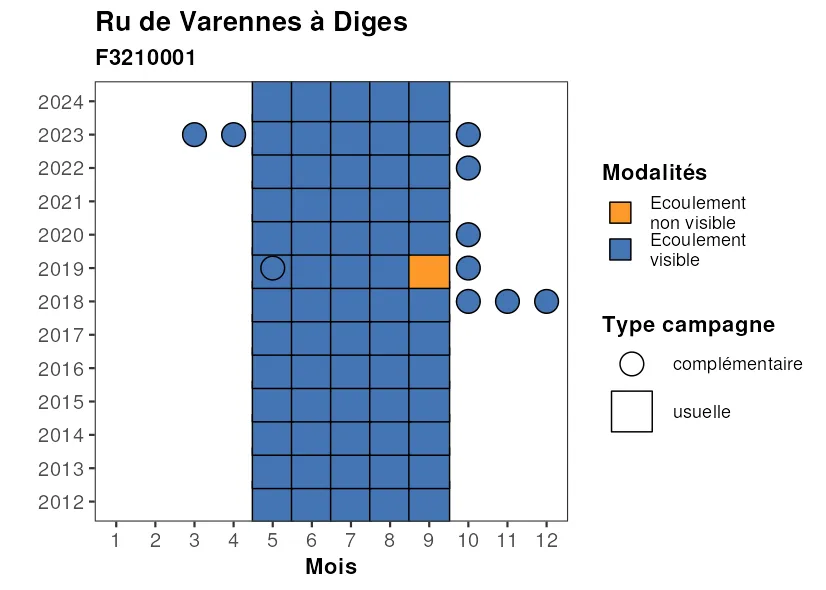 Ru de Varennes à Diges
F3210001
2024
2023
2022
2021
2020
2019
2018
2017
2016
2015
2014
2013
2012
1 2 3 4 5 6 7 8 9 10 11 12
Mois
Modalités
Ecoulement
non visible
Ecoulement
visible
Type campagne
complémentaire
usuelle